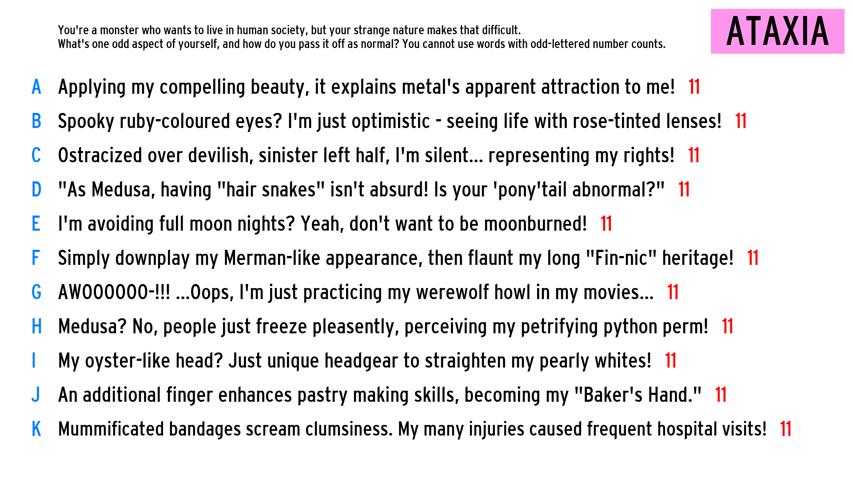 You're a monster who wants to live in human society, but your strange nature makes that difficult.
What's one odd aspect of yourself, and how do you pass it off as normal? You cannot use words with odd-lettered number counts.
ATAXIA
A Applying my compelling beauty, it explains metal's apparent attraction to me! 11
B Spooky ruby-coloured eyes? I'm just optimistic - seeing life with rose-tinted lenses! 11
C Ostracized over devilish, sinister left half, I'm silent... representing my rights! 11
D "As Medusa, having "hair snakes" isn't absurd! Is your 'pony'tail abnormal?" 11
E I'm avoiding full moon nights? Yeah, don't want to be moonburned! 11
F Simply downplay my Merman-like appearance, then flaunt my long "Fin-nic" heritage! 11
G AWOOOOOO-!!! ...Oops, I'm just practicing my werewolf howl in my movies... 11
H Medusa? No, people just freeze pleasently, perceiving my petrifying python perm! 11
I My oyster-like head? Just unique headgear to straighten my pearly whites! 11
J An additional finger enhances pastry making skills, becoming my "Baker's Hand." 11
K Mummificated bandages scream clumsiness. My many injuries caused frequent hospital visits! 11